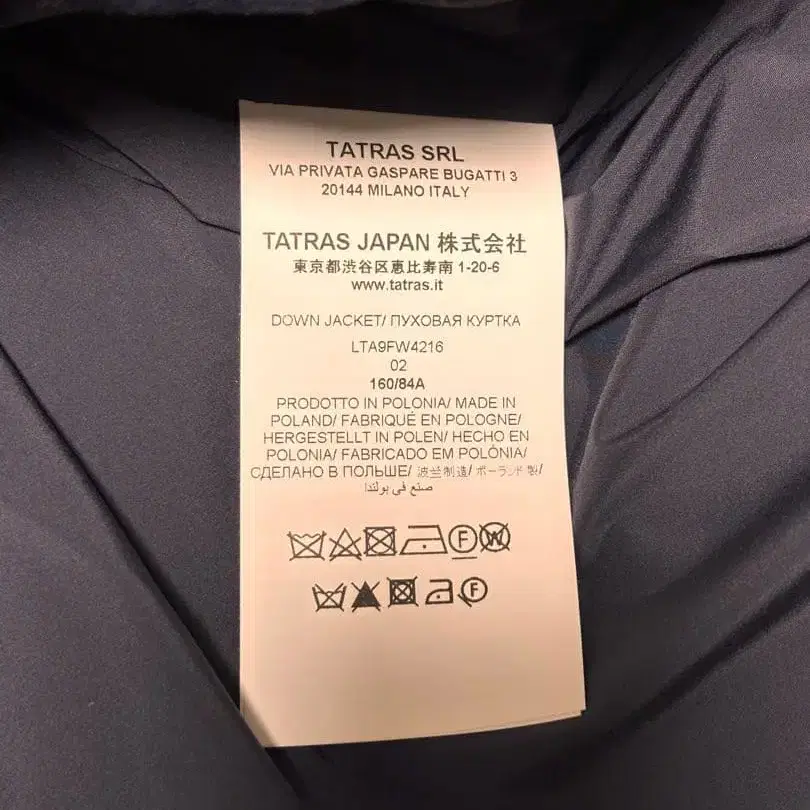 TATRAS SRL
VIA PRIVATA GASPARE BUGATTI 3
20144 MILANO ITALY
TATRAS JAPAN 株式会社
東京都渋谷区恵比寿南 1-20-6
www.tatras.it
DOWN JACKET/ ПУХОВАЯ КУРТКА
LTA9FW4216
02
160/84A
PRODOTTO IN POLONIA/ MADE IN
POLAND/ FABRIQUÉ EN POLOGNE/
HERGESTELLT IN POLEN/ HECHO EN
POLONIA/ FABRICADO EM POLÓNIA/
СДЕЛАНО В ПОЛЬШЕ/ 波兰制造/ ポーランド製/
صنع في بولندا
F W
F